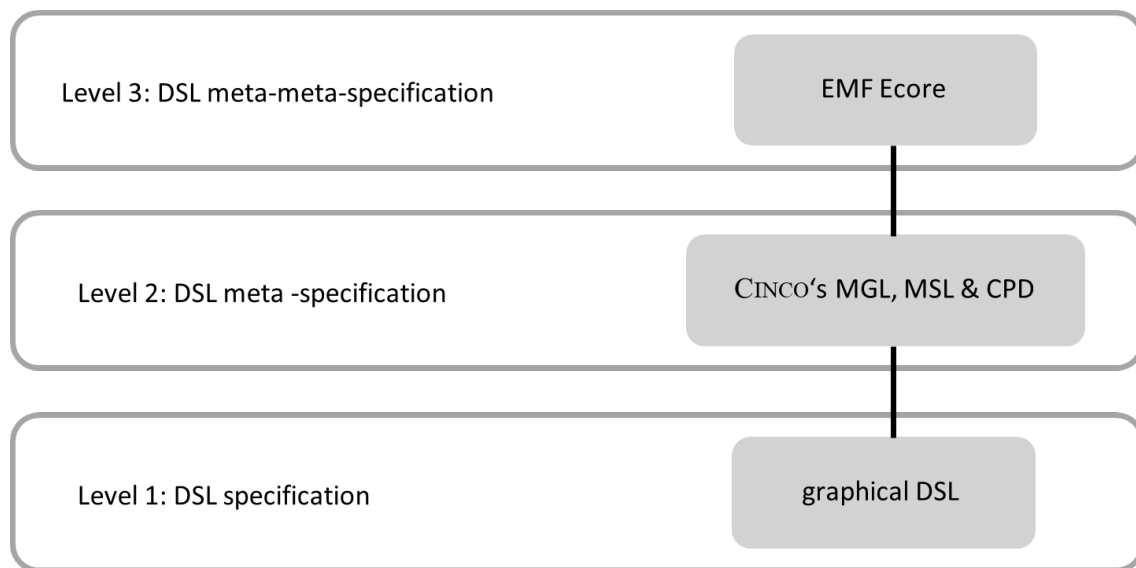 Level 3: DSL meta-meta-specification
EMF Ecore
Level 2: DSL meta -specification
CINCO‘s MGL, MSL & CPD
Level 1: DSL specification
graphical DSL